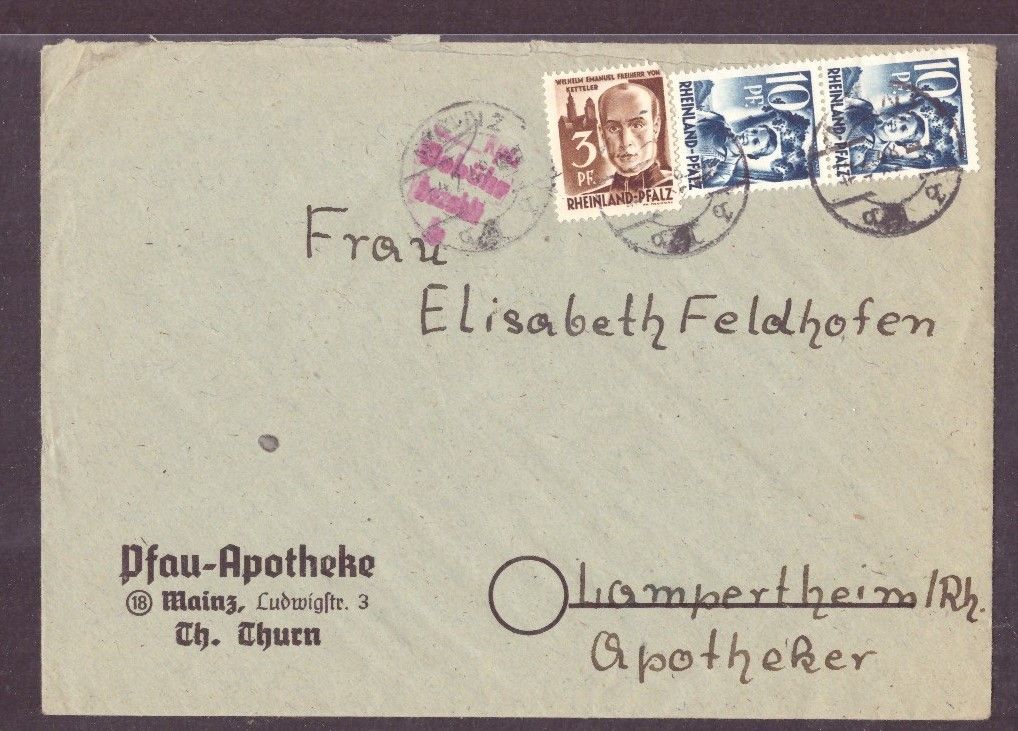 WILHELM EMANUEL FREIHERR VON
KETTELER
3
PF.
RHEINLAND-PFALZ
10
PF.
RHEINLAND-PFALZ
10
PF.
RHEINLAND-PFALZ
Frau
Elisabeth Feldhofen
Pfau-Apotheke
(18) Mainz, Ludwigstr. 3
Th. Thurn
Lampertheim/Rh.
Apotheker